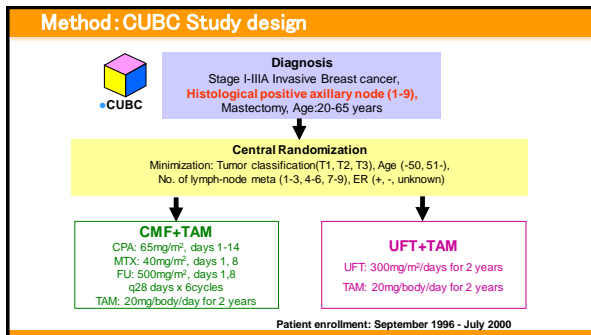 Method:CUBC Study design
Diagnosis
Stage I-IIIA Invasive Breast cancer,
Histological positive axillary node (1-9),
Mastectomy, Age:20-65 years
•CUBC
Central Randomization
Minimization: Tumor classification(T1, T2, T3), Age (-50, 51-),
No. of lymph-node meta (1-3, 4-6, 7-9), ER (+, -, unknown)
CMF+TAM
CPA: 65mg/m², days 1-14
MTX: 40mg/m², days 1, 8
FU: 500mg/m², days 1,8
q28 days x 6cycles
TAM: 20mg/body/day for 2 years
UFT+TAM
UFT: 300mg/m²/days for 2 years
TAM: 20mg/body/day for 2 years
Patient enrollment: September 1996 - July 2000